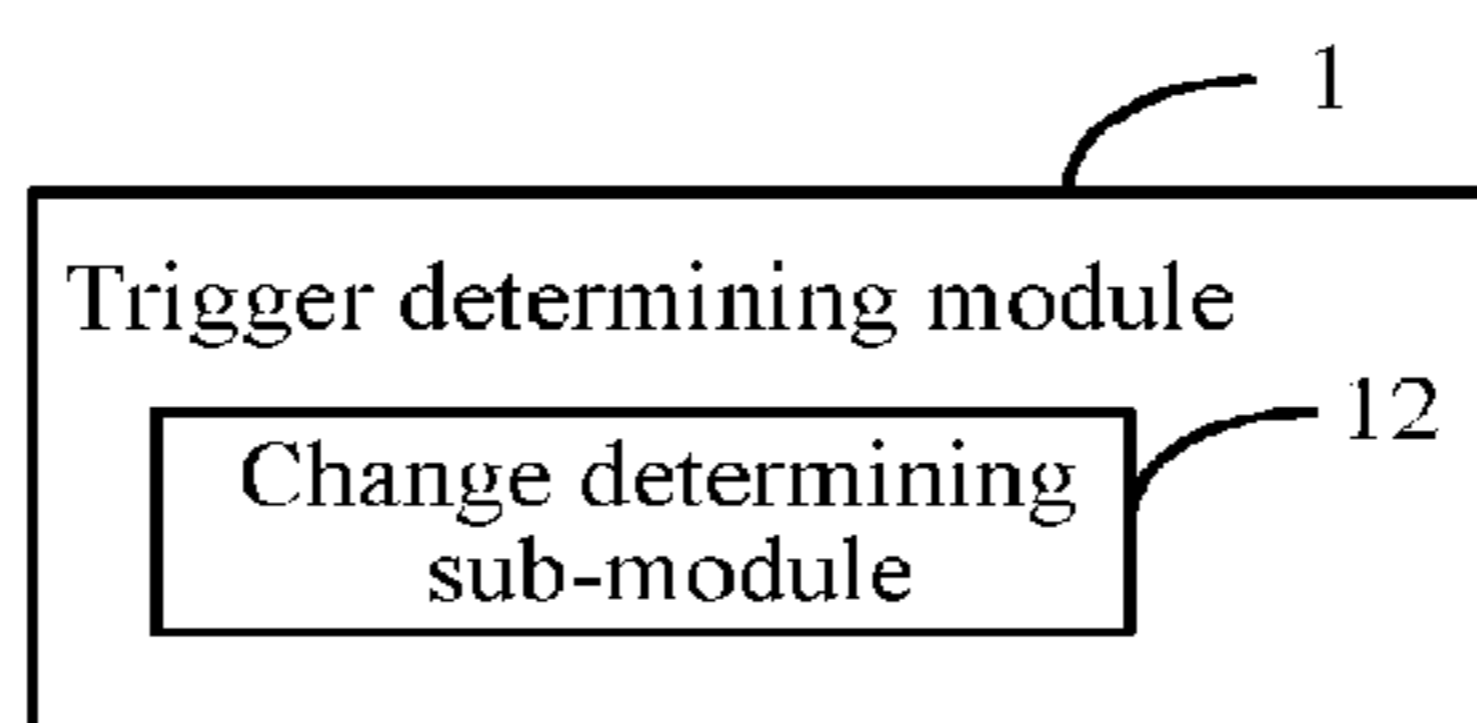 1
Trigger determining module
12
Change determining
sub-module